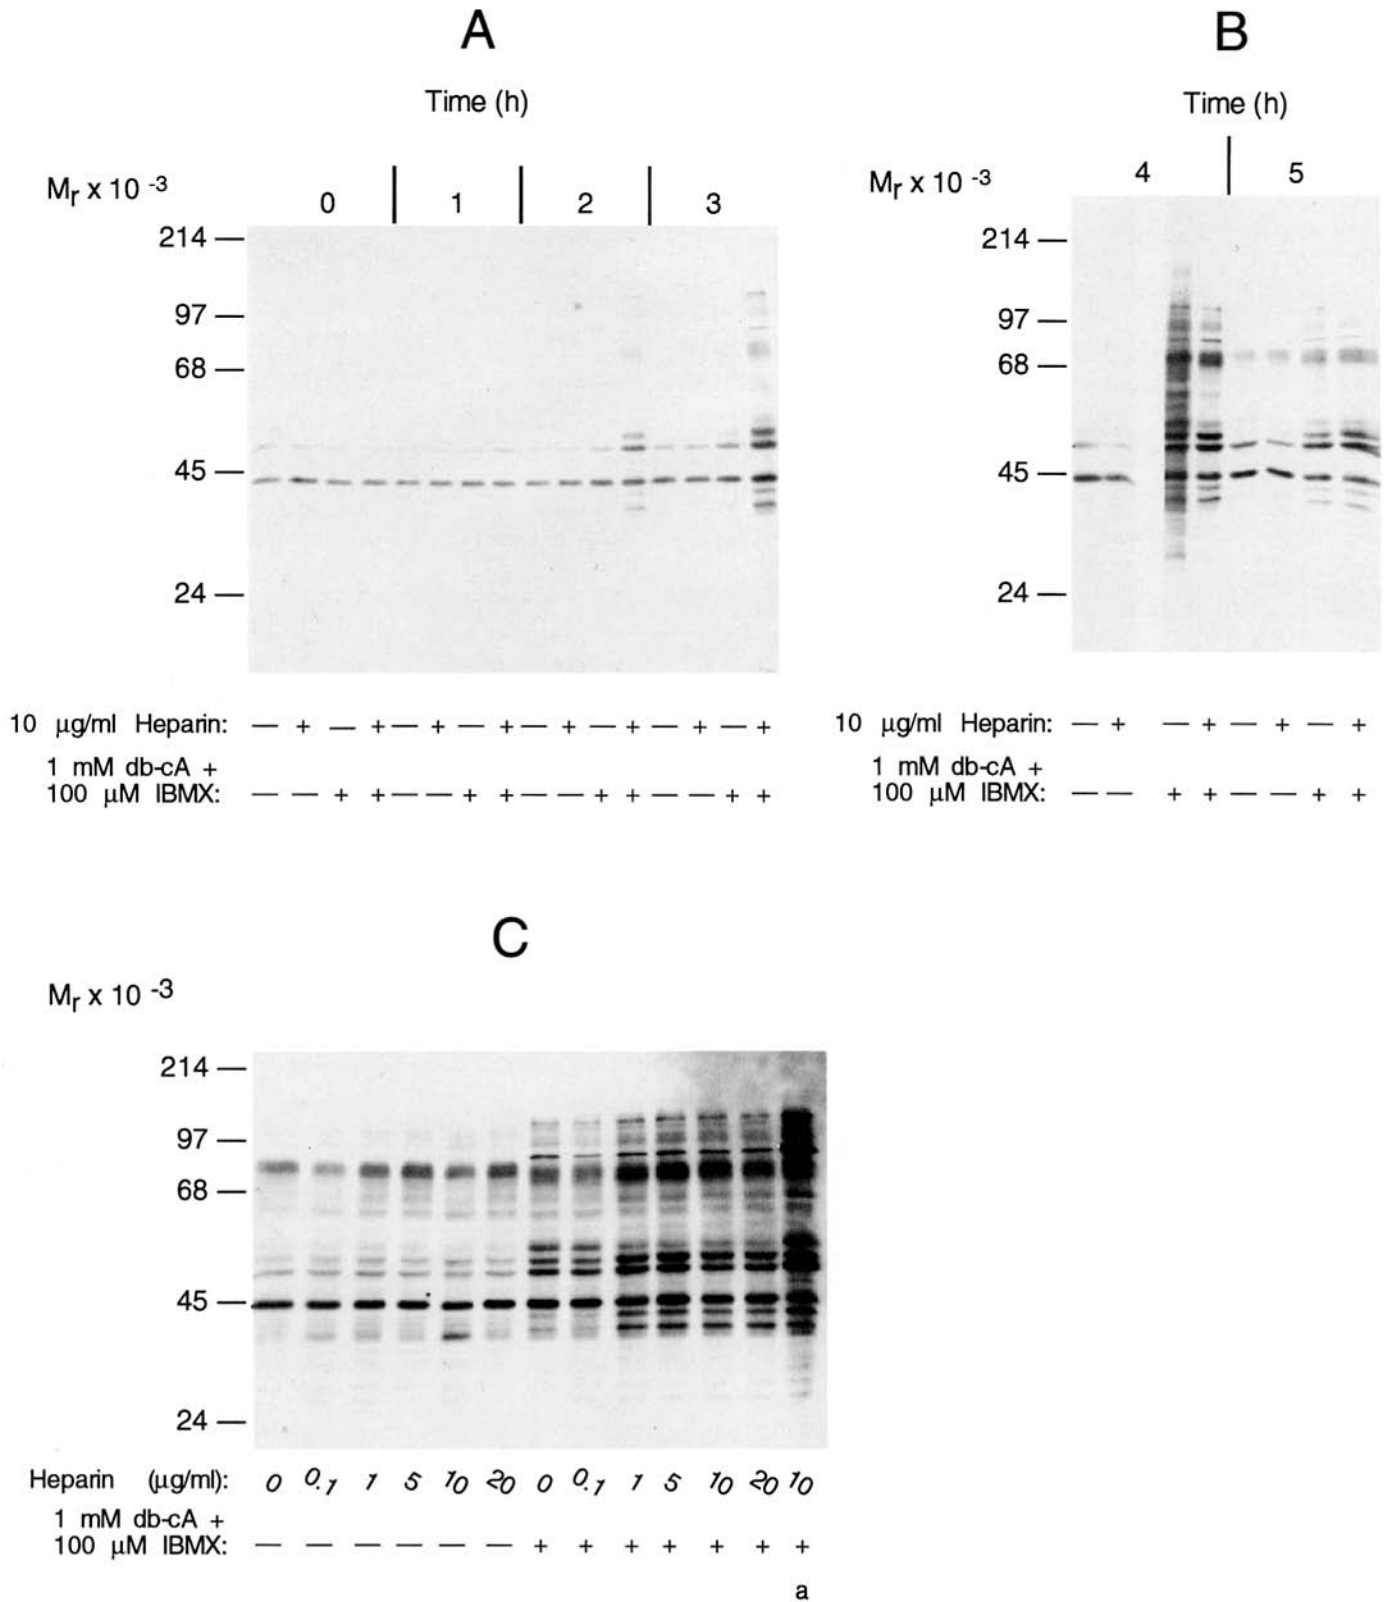 A
Time (h)
Mr x 10 -3
0 1 2 3
214
97
68
45
24
10 μg/ml Heparin: — + — + — + — + — + — + — + — +
1 mM db-cA +
100 μM IBMX: — — + + — — + + — — + + — — + +
B
Time (h)
Mr x 10 -3
4 5
214
97
68
45
24
10 μg/ml Heparin: — + — + — + — +
1 mM db-cA +
100 μM IBMX: — — + + — — + +
C
Mr x 10 -3
214
97
68
45
24
Heparin (μg/ml): 0 0.1 1 5 10 20 0 0.1 1 5 10 20 10
1 mM db-cA +
100 μM IBMX: — — — — — — + + + + + + +
a